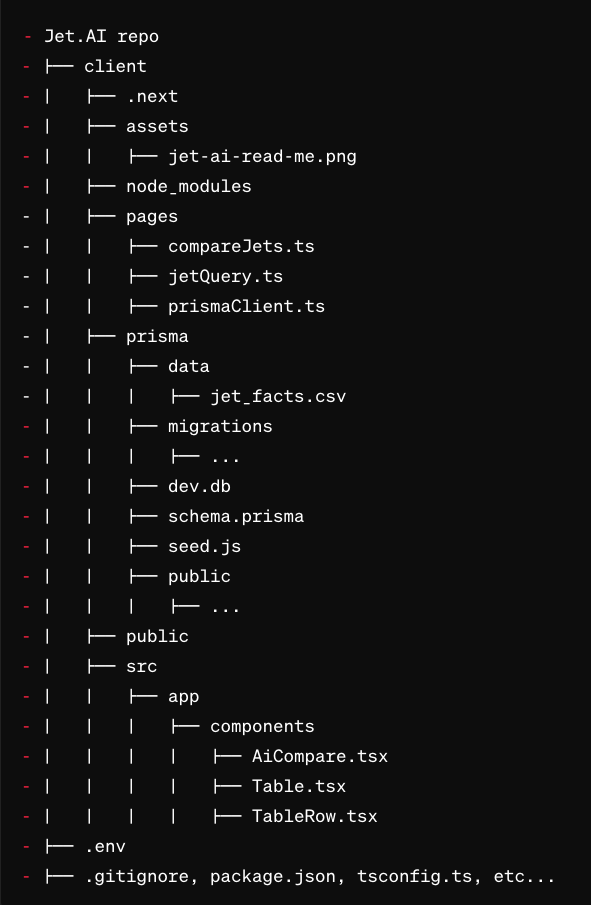 - Jet.AI repo
- ├── client
- |   ├── .next
- |   ├── assets
- |   |   ├── jet-ai-read-me.png
- |   ├── node_modules
- |   ├── pages
- |   |   ├── compareJets.ts
- |   |   ├── jetQuery.ts
- |   |   ├── prismaClient.ts
- |   ├── prisma
- |   |   ├── data
- |   |   |   ├── jet_facts.csv
- |   |   ├── migrations
- |   |   |   ├── ...
- |   |   ├── dev.db
- |   |   ├── schema.prisma
- |   |   ├── seed.js
- |   |   ├── public
- |   |   |   ├── ...
- |   ├── public
- |   ├── src
- |   |   ├── app
- |   |   |   ├── components
- |   |   |   |   ├── AiCompare.tsx
- |   |   |   |   ├── Table.tsx
- |   |   |   |   ├── TableRow.tsx
- ├── .env
- ├── .gitignore, package.json, tsconfig.ts, etc...